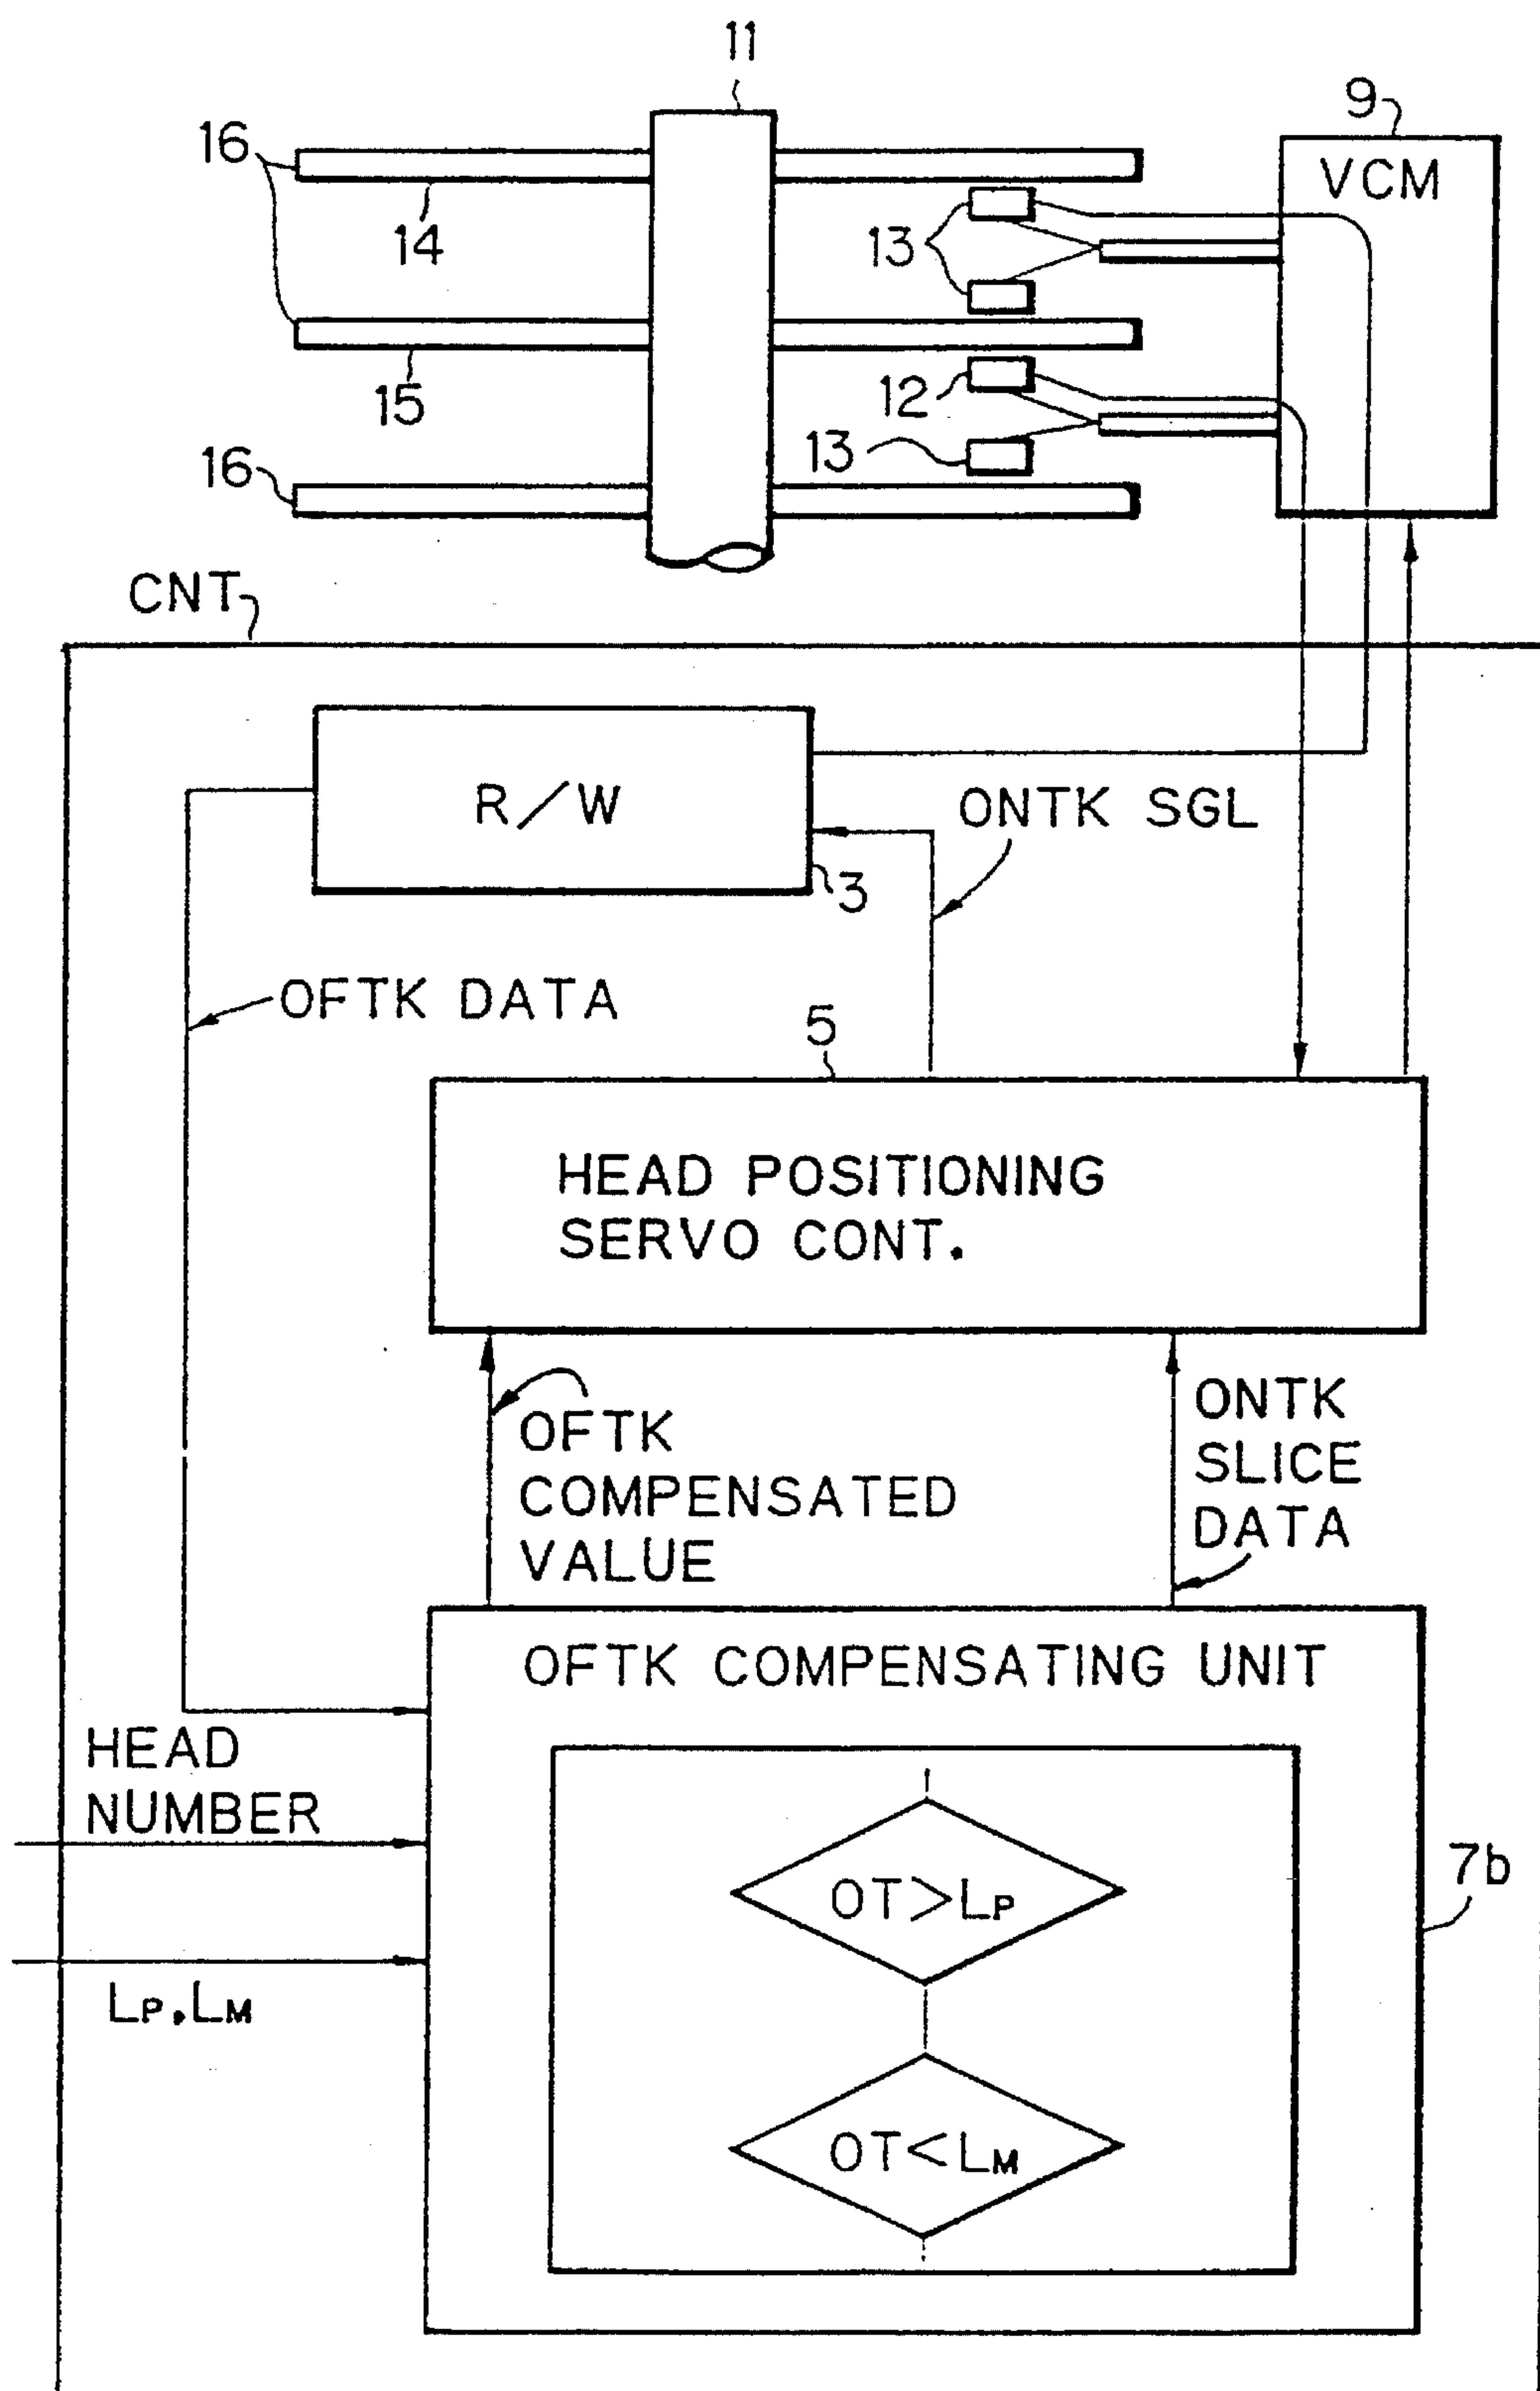 11
9
VCM
16
14
13
15
12
16
13
CNT
R/W
ONTK SGL
3
OFTK DATA
5
HEAD POSITIONING
SERVO CONT.
OFTK
COMPENSATED
VALUE
ONTK
SLICE
DATA
OFTK COMPENSATING UNIT
HEAD
NUMBER
OT>LP
7b
LP,LM
OT<LM